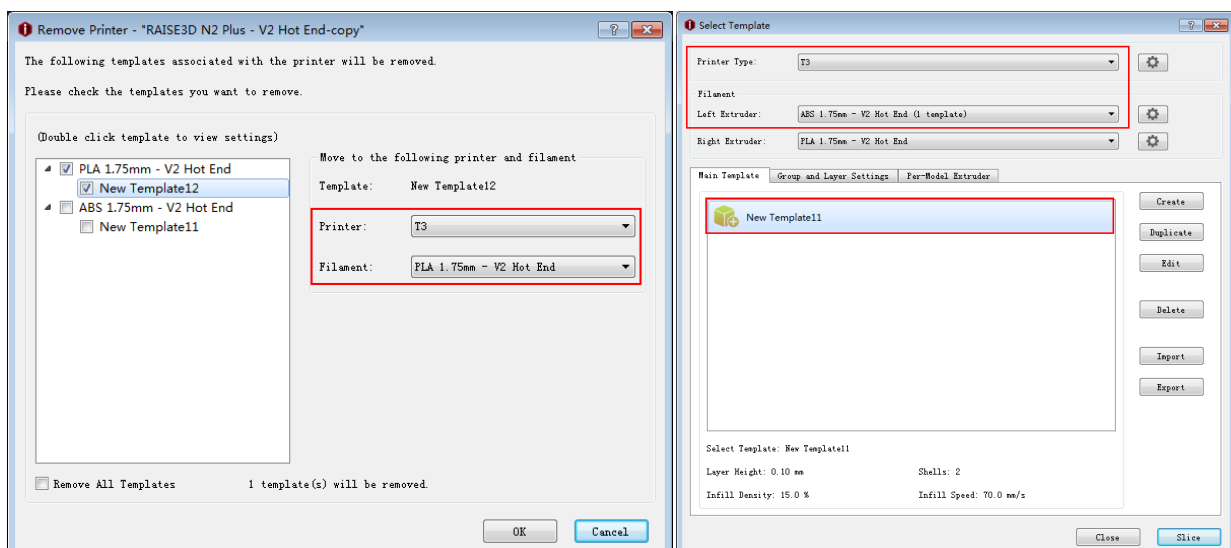 Remove Printer - "RAISE3D N2 Plus - V2 Hot End-copy"
The following templates associated with the printer will be removed.
Please check the templates you want to remove.
(Double click template to view settings)
PLA 1.75mm - V2 Hot End
New Template12
ABS 1.75mm - V2 Hot End
New Template11
Move to the following printer and filament
Template: New Template12
Printer: T3
Filament: PLA 1.75mm - V2 Hot End
Remove All Templates 1 template(s) will be removed.
OK Cancel
Select Template
Printer Type: T3
Filament
Left Extruder: ABS 1.75mm - V2 Hot End (1 template)
Right Extruder: PLA 1.75mm - V2 Hot End
Main Template Group and Layer Settings Per-Model Extruder
New Template11
Create
Duplicate
Edit
Delete
Import
Export
Select Template: New Template11
Layer Height: 0.10 mm Shells: 2
Infill Density: 15.0 % Infill Speed: 70.0 mm/s
Close Slice